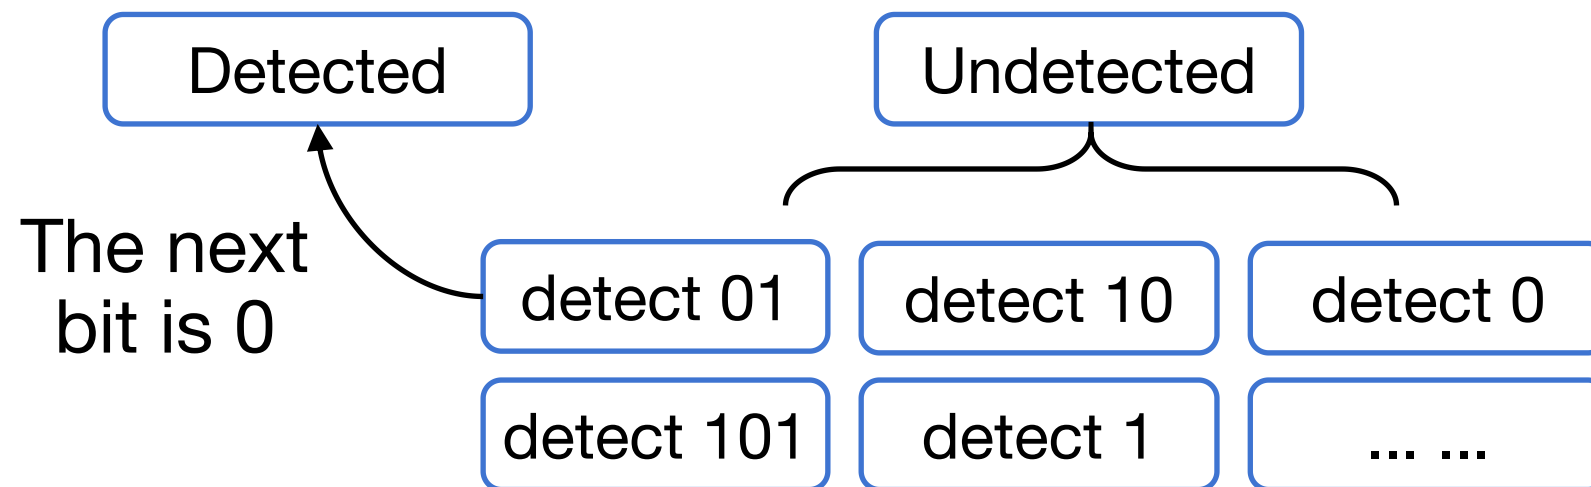 Detected
Undetected
The next
bit is 0
detect 01
detect 10
detect 0
detect 101
detect 1
... ...